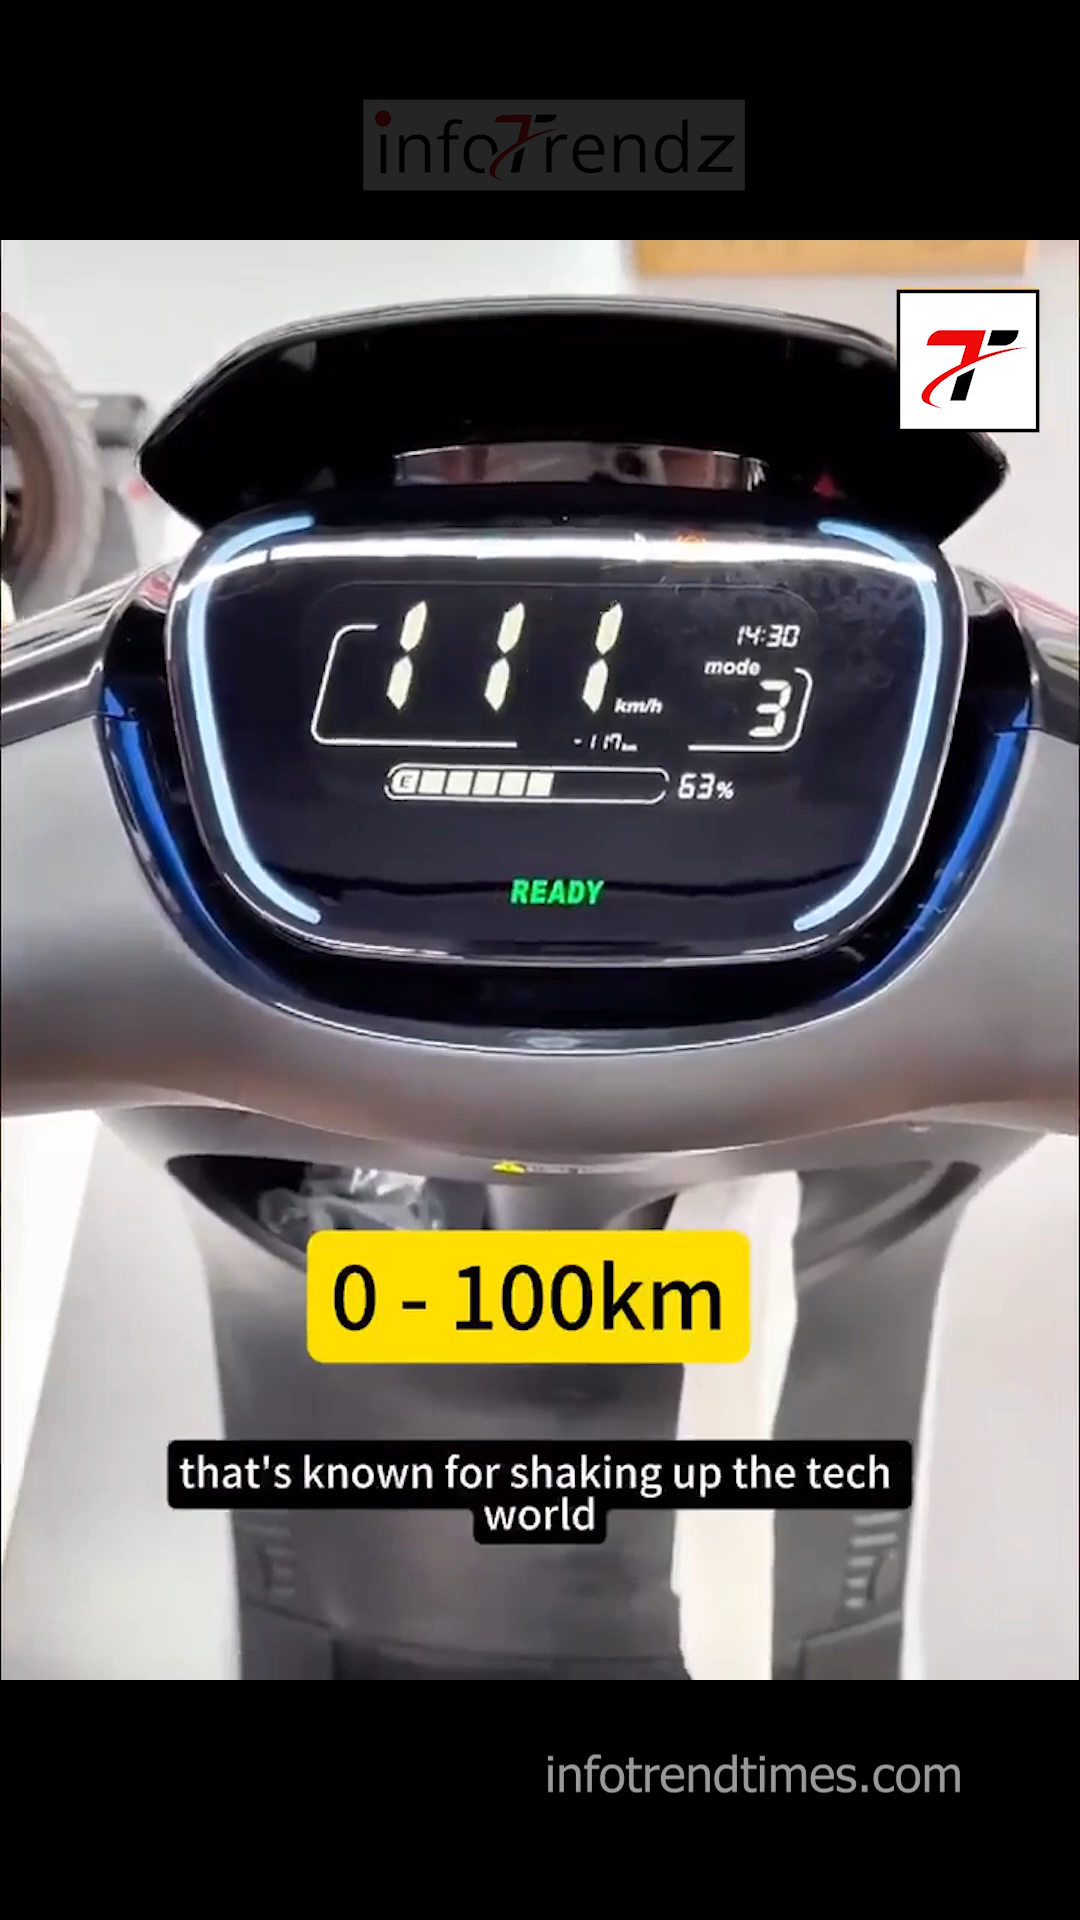 infoTrendz
111 km/h
14:30
mode
3
E
63%
READY
0 - 100km
that's known for shaking up the tech
world
infotrendtimes.com